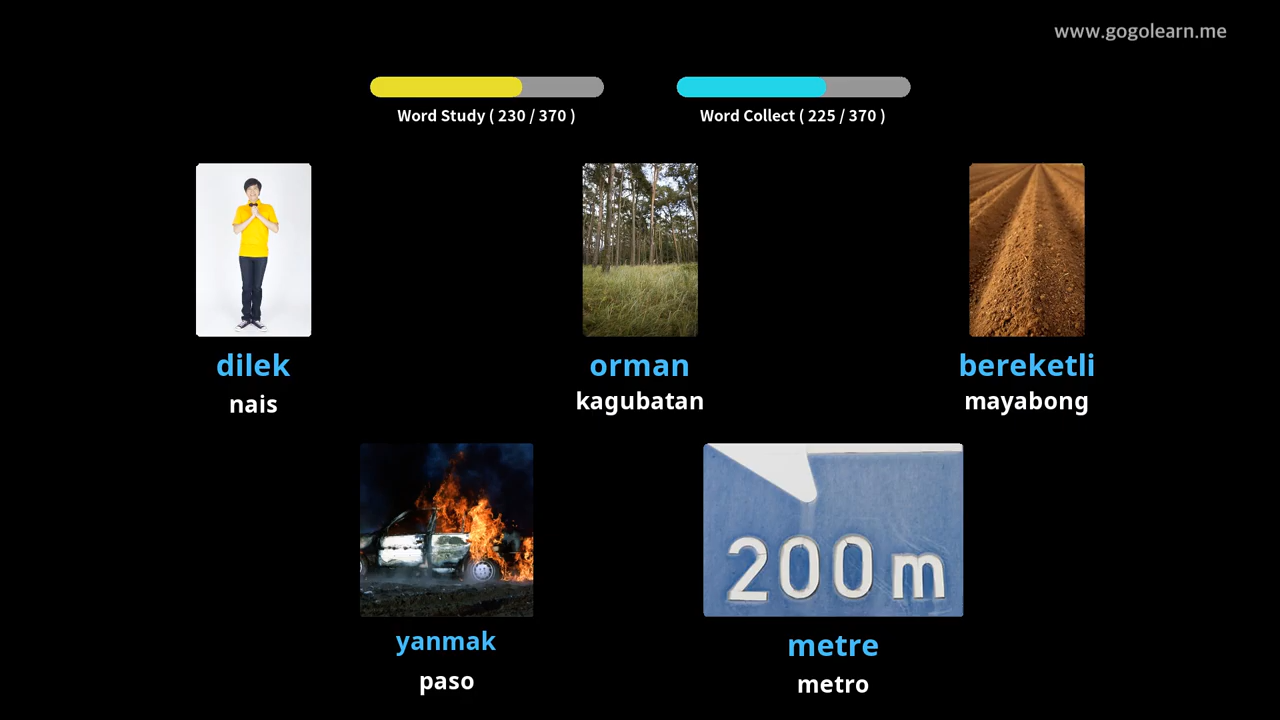 www.gogolearn.me
Word Study ( 230 / 370 )
Word Collect ( 225 / 370 )
dilek
nais
orman
kagubatan
bereketli
mayabong
200m
yanmak
paso
metre
metro